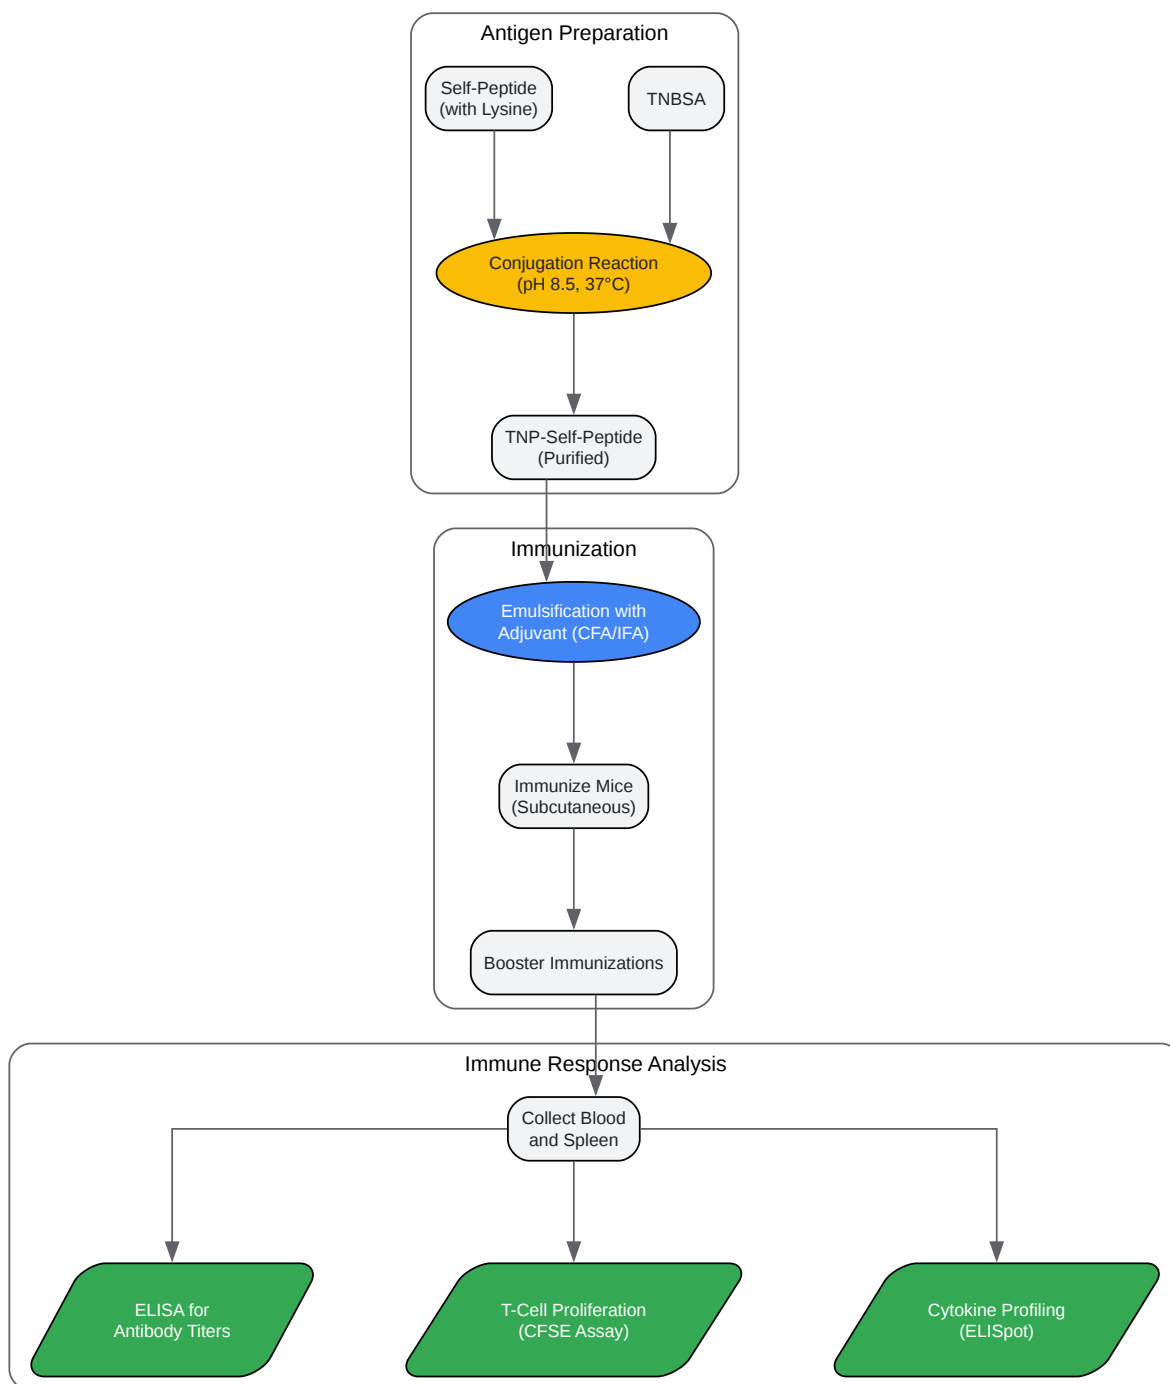 Antigen Preparation
Self-Peptide
(with Lysine)
TNBSA
Conjugation Reaction
(pH 8.5, 37°C)
TNP-Self-Peptide
(Purified)
Immunization
Emulsification with
Adjuvant (CFA/IFA)
Immunize Mice
(Subcutaneous)
Booster Immunizations
Immune Response Analysis
Collect Blood
and Spleen
ELISA for
Antibody Titers
T-Cell Proliferation
(CFSE Assay)
Cytokine Profiling
(ELISpot)